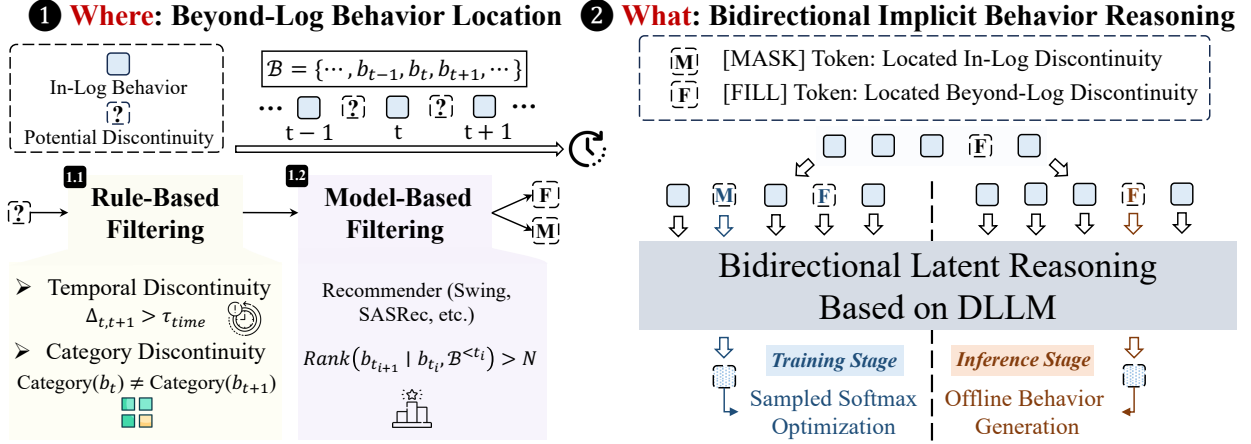 1 Where: Beyond-Log Behavior Location
In-Log Behavior
?
Potential Discontinuity
ℬ = {⋯, b_{t−1}, b_t, b_{t+1}, ⋯}
... ? ? ...
t − 1 t t + 1
1.1
?
Rule-Based
Filtering
1.2
Model-Based
Filtering
F
M
➢ Temporal Discontinuity
Δ_{t,t+1} > τ_{time}
➢ Category Discontinuity
Category(b_t) ≠ Category(b_{t+1})
Recommender (Swing,
SASRec, etc.)
Rank(b_{t_{i+1}} | b_{t_i}, ℬ^{<t_i}) > N
2 What: Bidirectional Implicit Behavior Reasoning
M [MASK] Token: Located In-Log Discontinuity
F [FILL] Token: Located Beyond-Log Discontinuity
F
M F F
Bidirectional Latent Reasoning
Based on DLLM
Training Stage
Sampled Softmax
Optimization
Inference Stage
Offline Behavior
Generation